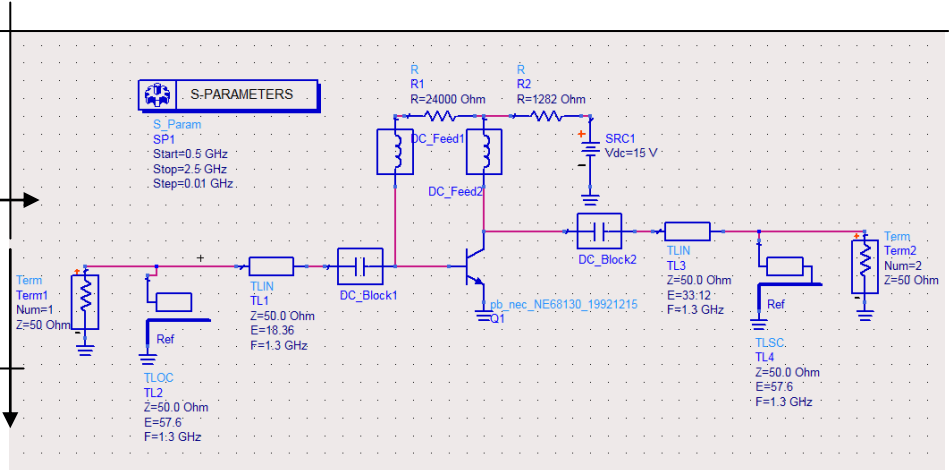 S-PARAMETERS
S_Param
SP1
Start=0.5 GHz
Stop=2.5 GHz
Step=0.01 GHz
R
R1
R=24000 Ohm
R
R2
R=1282 Ohm
DC_Feed1
DC_Feed2
SRC1
Vdc=15 V
Term
Term1
Num=1
Z=50 Ohm
Ref
TLOC
TL2
Z=50.0 Ohm
E=57.6
F=1.3 GHz
TLIN
TL1
Z=50.0 Ohm
E=18.36
F=1.3 GHz
DC_Block1
pb_nec_NE68130_19921215
Q1
DC_Block2
TLIN
TL3
Z=50.0 Ohm
E=33.12
F=1.3 GHz
Ref
TLSC
TL4
Z=50.0 Ohm
E=57.6
F=1.3 GHz
Term
Term2
Num=2
Z=50 Ohm